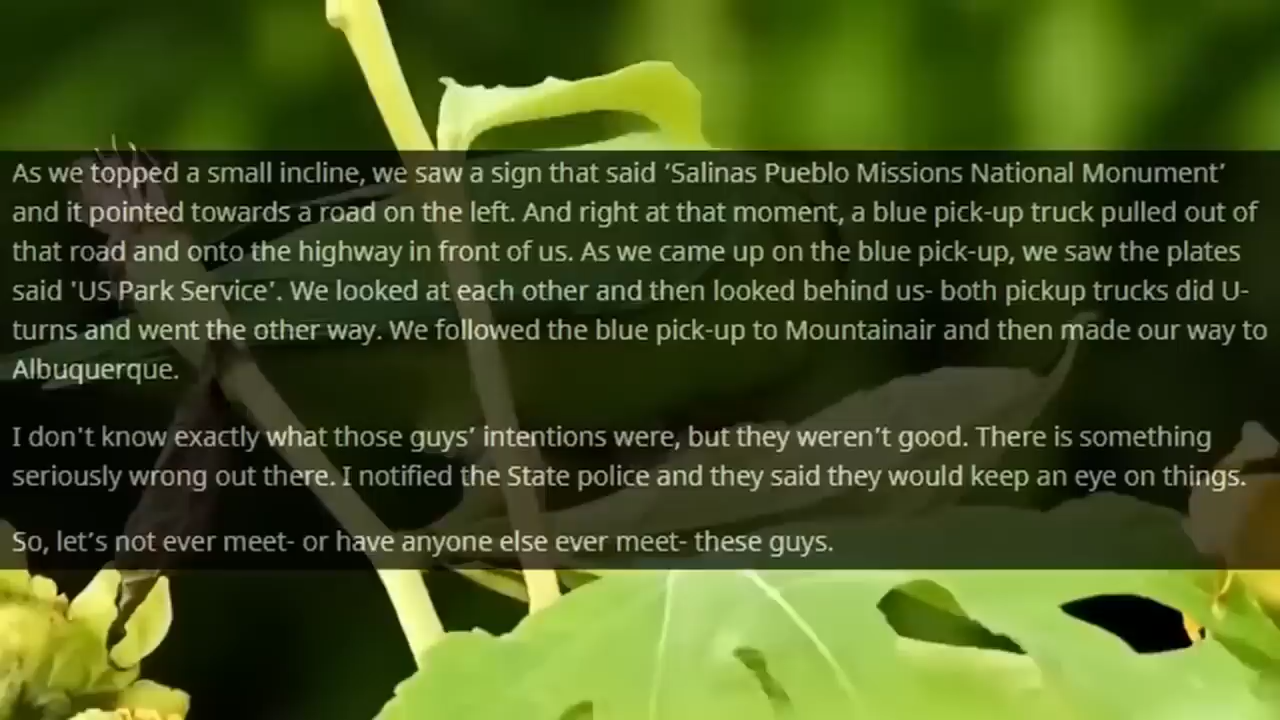 As we topped a small incline, we saw a sign that said ‘Salinas Pueblo Missions National Monument’
and it pointed towards a road on the left. And right at that moment, a blue pick-up truck pulled out of
that road and onto the highway in front of us. As we came up on the blue pick-up, we saw the plates
said 'US Park Service'. We looked at each other and then looked behind us- both pickup trucks did U-
turns and went the other way. We followed the blue pick-up to Mountainair and then made our way to
Albuquerque.
I don't know exactly what those guys’ intentions were, but they weren’t good. There is something
seriously wrong out there. I notified the State police and they said they would keep an eye on things.
So, let’s not ever meet- or have anyone else ever meet- these guys.